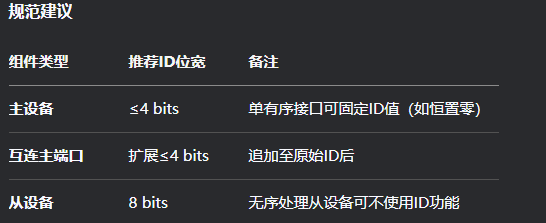 规范建议
组件类型 推荐ID位宽 备注
主设备 ≤4 bits 单有序接口可固定ID值（如恒置零）
互连主端口 扩展≤4 bits 追加至原始ID后
从设备 8 bits 无序处理从设备可不使用ID功能